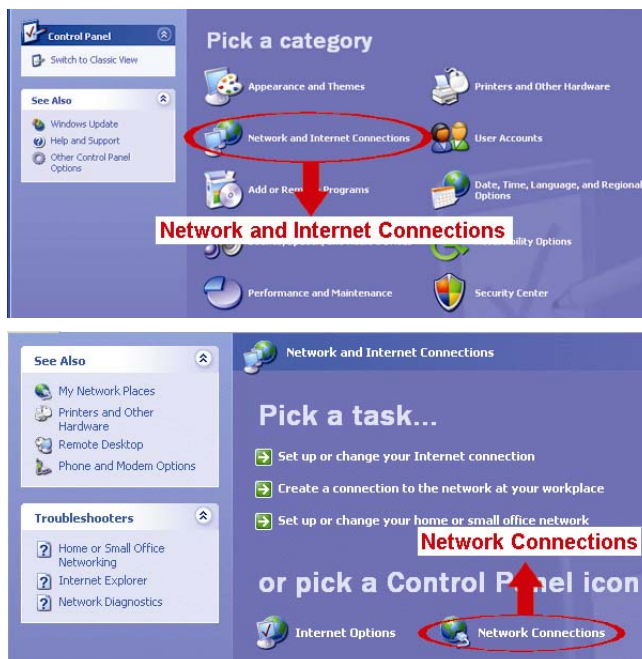 Control Panel
Switch to Classic View
See Also
Windows Update
Help and Support
Other Control Panel
Options
Pick a category
Appearance and Themes
Printers and Other Hardware
Network and Internet Connections
User Accounts
Add or Programs
Date, Time, Language, and Regional
Options
Network and Internet Connections
Options
Performance and Maintenance
Security Center
See Also
My Network Places
Printers and Other
Hardware
Remote Desktop
Phone and Modem Options
Troubleshooters
Home or Small Office
Networking
Internet Explorer
Network Diagnostics
Network and Internet Connections
Pick a task...
Set up or change your Internet connection
Create a connection to the network at your workplace
Set up or change your home or small office network
Network Connections
or pick a Control Panel icon
Internet Options
Network Connections